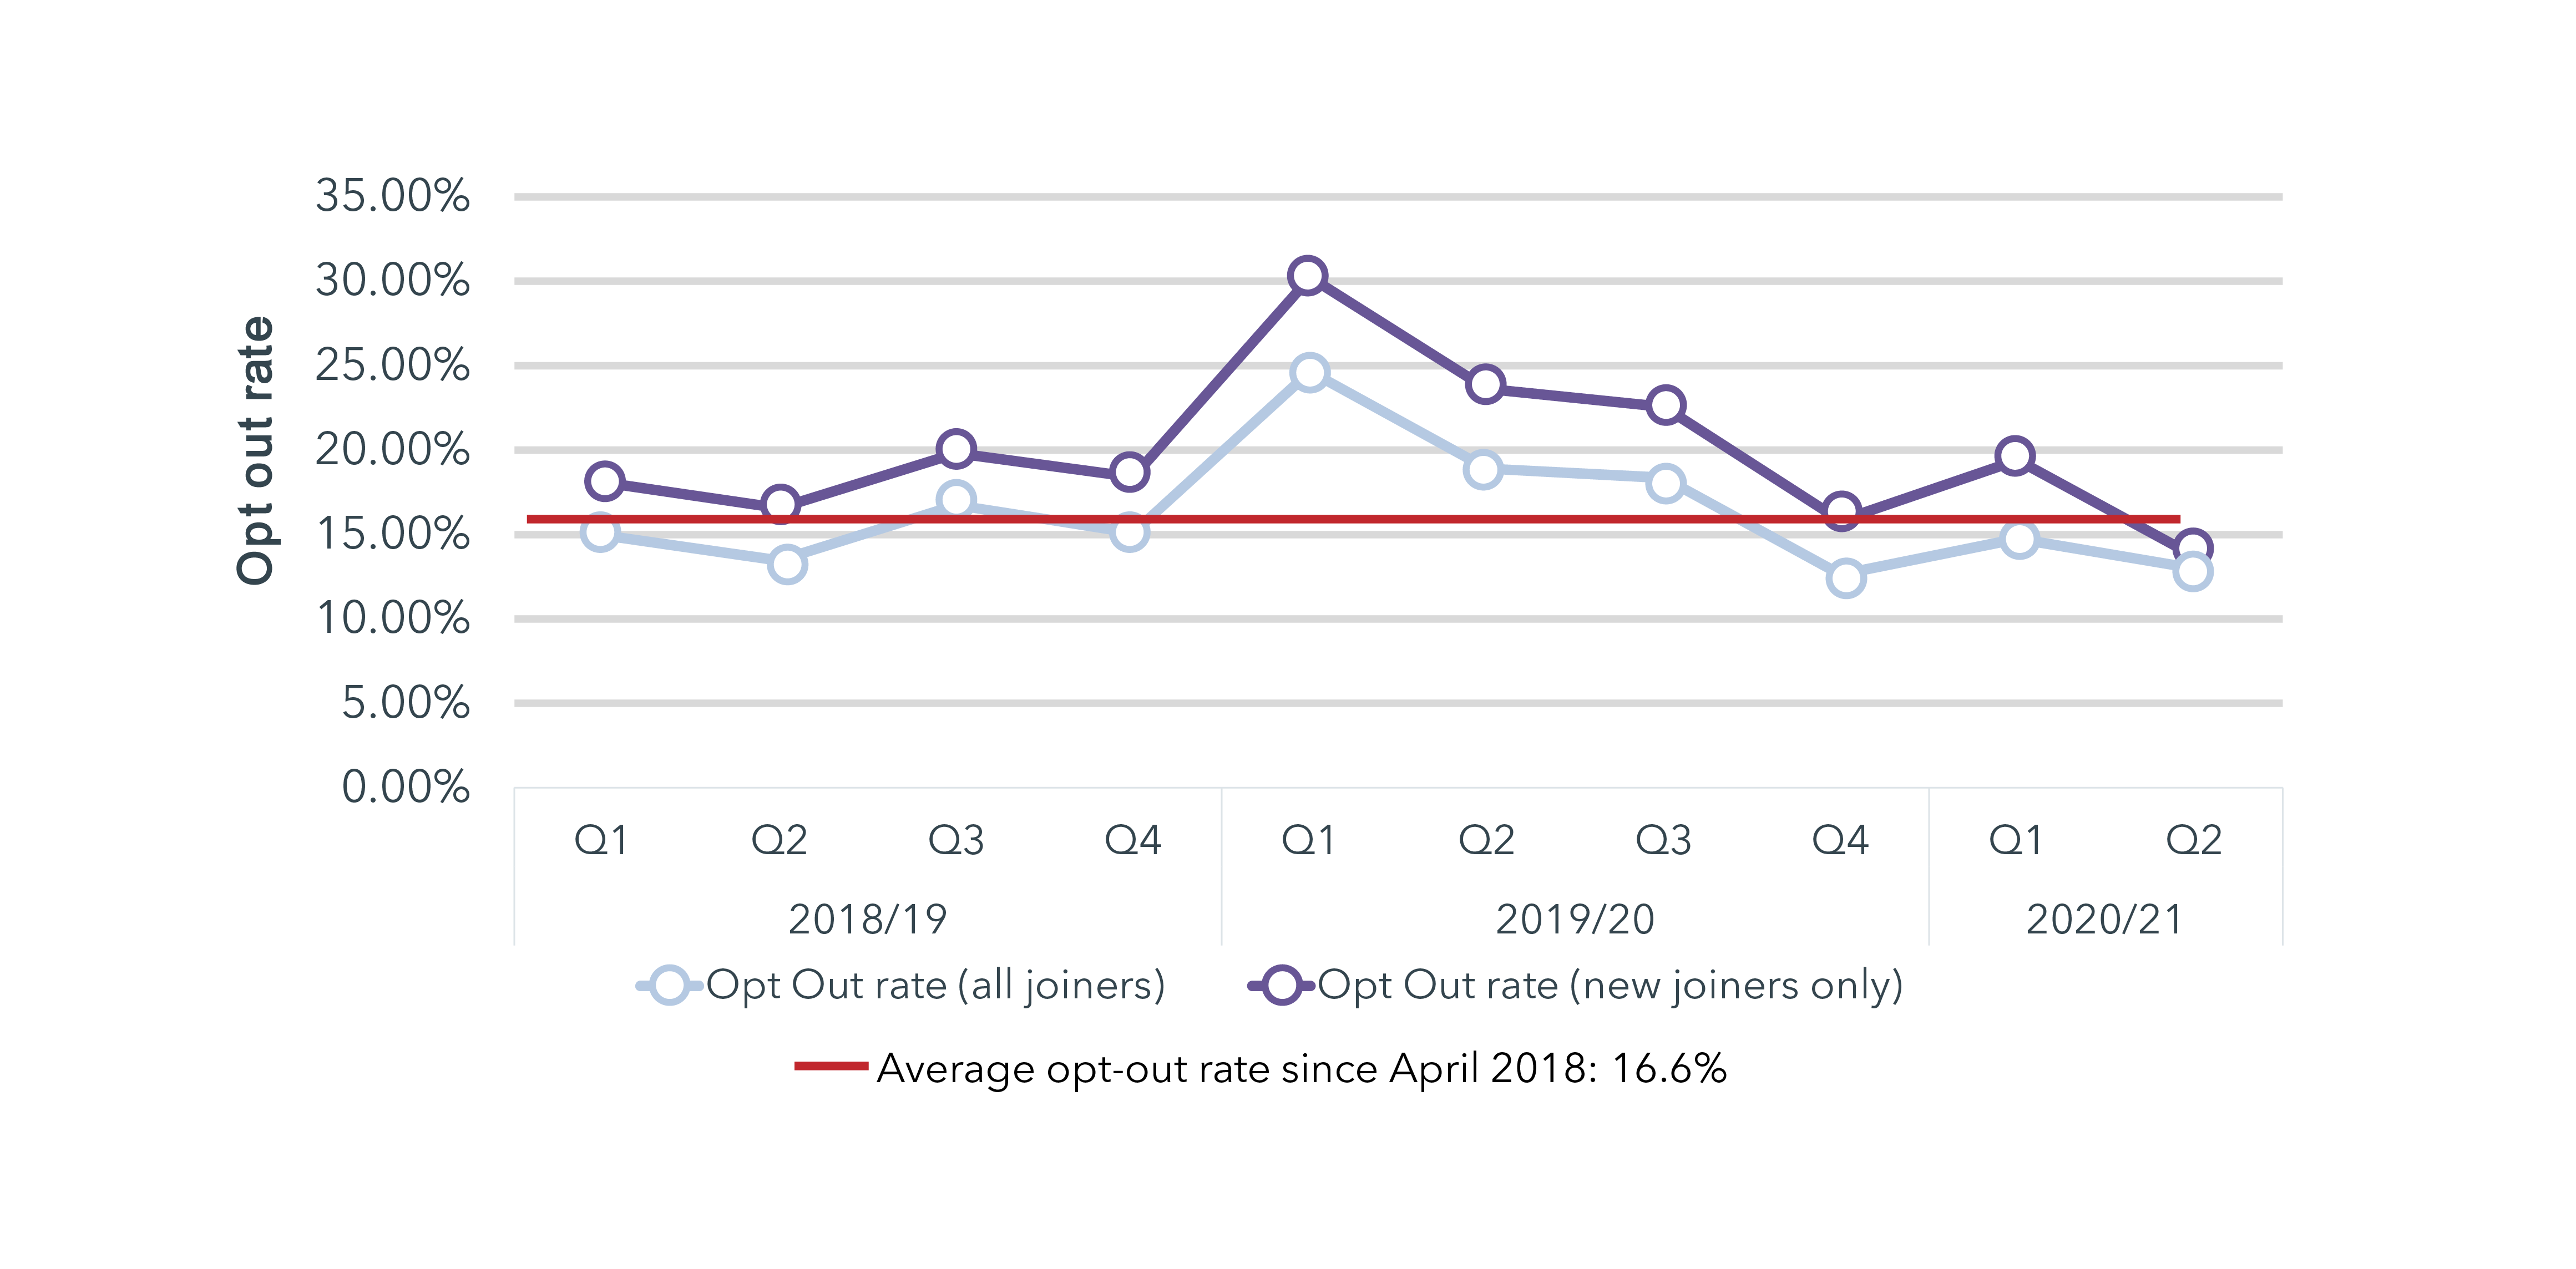 Opt out rate
35.00%
30.00%
25.00%
20.00%
15.00%
10.00%
5.00%
0.00%
Q1 Q2 Q3 Q4 Q1 Q2 Q3 Q4 Q1 Q2
2018/19 2019/20 2020/21
Opt Out rate (all joiners) Opt Out rate (new joiners only)
Average opt-out rate since April 2018: 16.6%